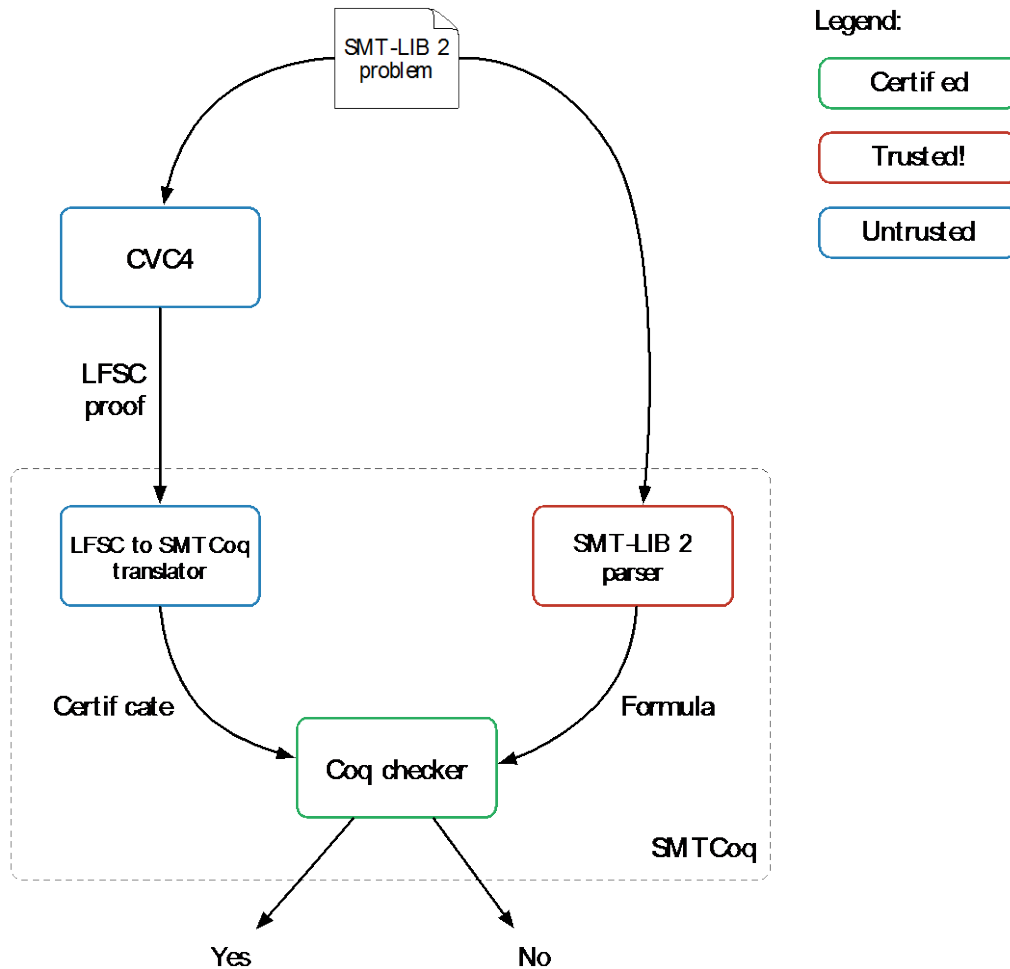 SMT-LIB 2
problem
Legend:
Certif ed
Trusted!
Untrusted
CVC4
LFSC
proof
LFSC to SMTCoq
translator
SMT-LIB 2
parser
Certif cate
Formula
Coq checker
SMTCoq
Yes
No